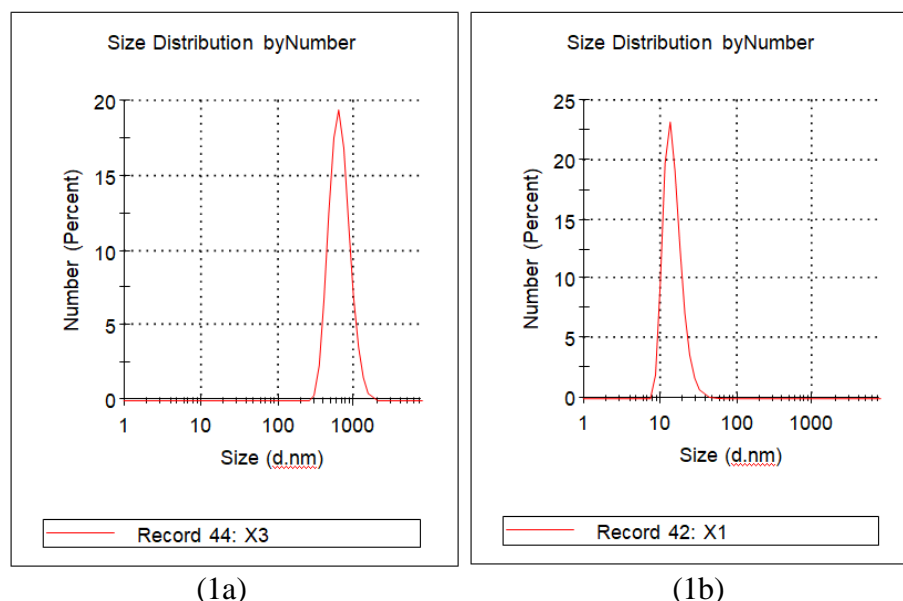 Size Distribution byNumber
20
15
10
5
0
Number (Percent)
1 10 100 1000
Size (d.nm)
Record 44: X3
(1a)
Size Distribution byNumber
25
20
15
10
5
0
Number (Percent)
1 10 100 1000
Size (d.nm)
Record 42: X1
(1b)